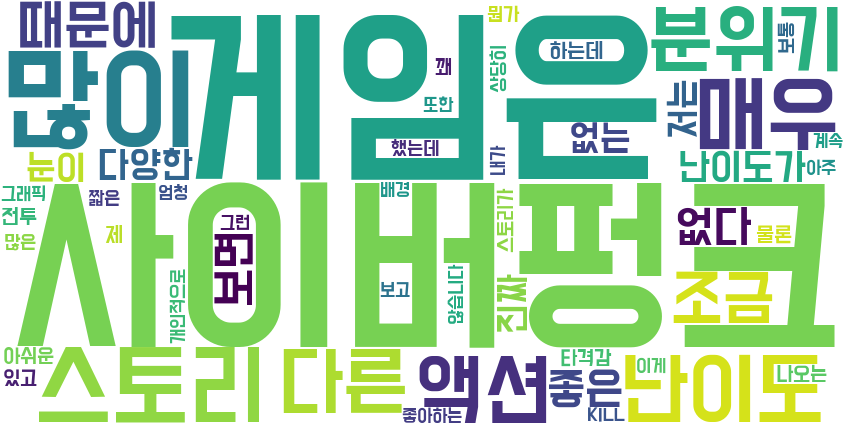 때문에
많이
게임은
뭔가
분위기
보통
하는데
꽤
상당히
또한
저는
매우
없는
계속
했는데
내가
눈이
다양한
난이도가
아주
그래픽
짧은
엄청
배경
사이버펑크
전투
많은
제
그런
보면
스토리가
없다
물론
개인적으로
보고
않습니다
진짜
조금
아쉬운
있고
스토리
다른
액션
좋아하는
타격감
좋은
KILL
이게
난이도
나오는